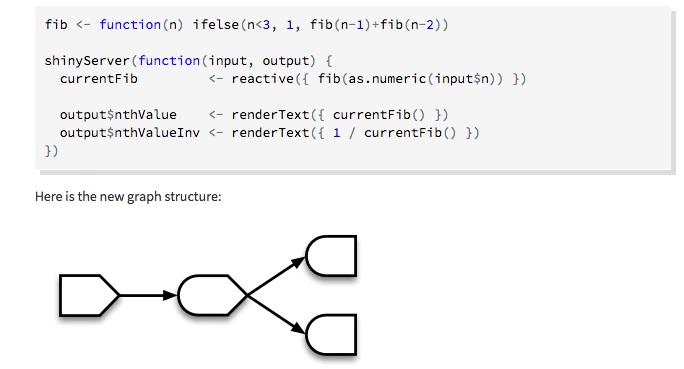 fib <- function(n) ifelse(n<3, 1, fib(n-1)+fib(n-2))
shinyServer(function(input, output) {
  currentFib         <- reactive({ fib(as.numeric(input$n)) })
  output$nthValue    <- renderText({ currentFib() })
  output$nthValueInv <- renderText({ 1 / currentFib() })
})
Here is the new graph structure: